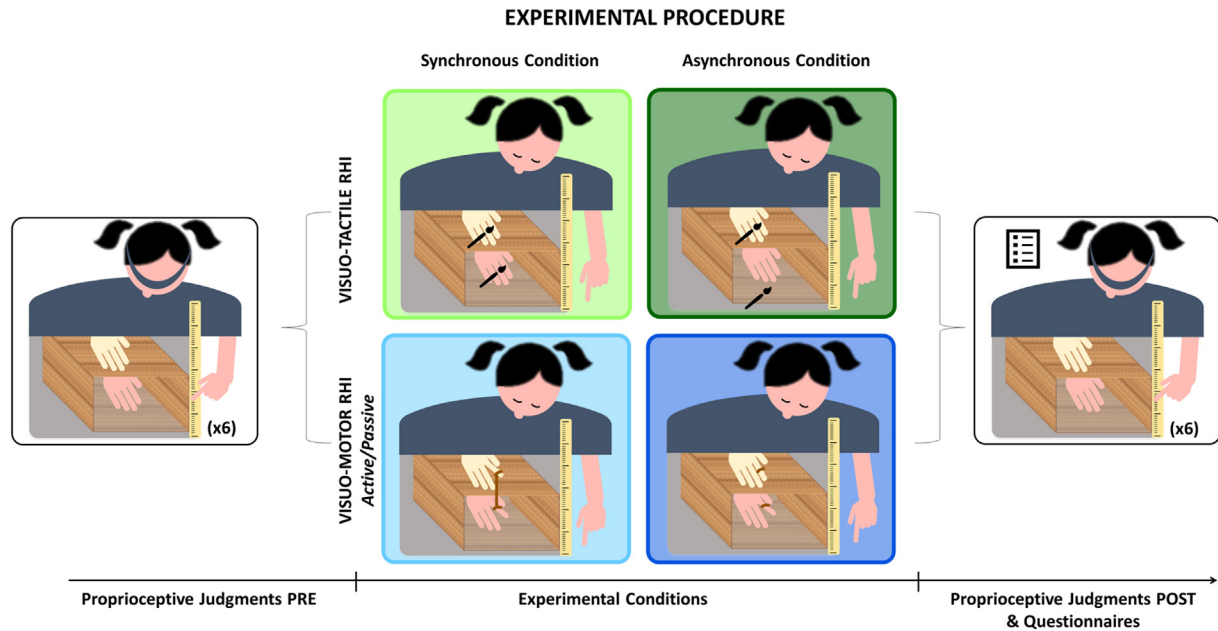 EXPERIMENTAL PROCEDURE
Synchronous Condition
Asynchronous Condition
VISUO-TACTILE RHI
VISUO-MOTOR RHI
Active/Passive
(x6)
(x6)
Proprioceptive Judgments PRE
Experimental Conditions
Proprioceptive Judgments POST
& Questionnaires